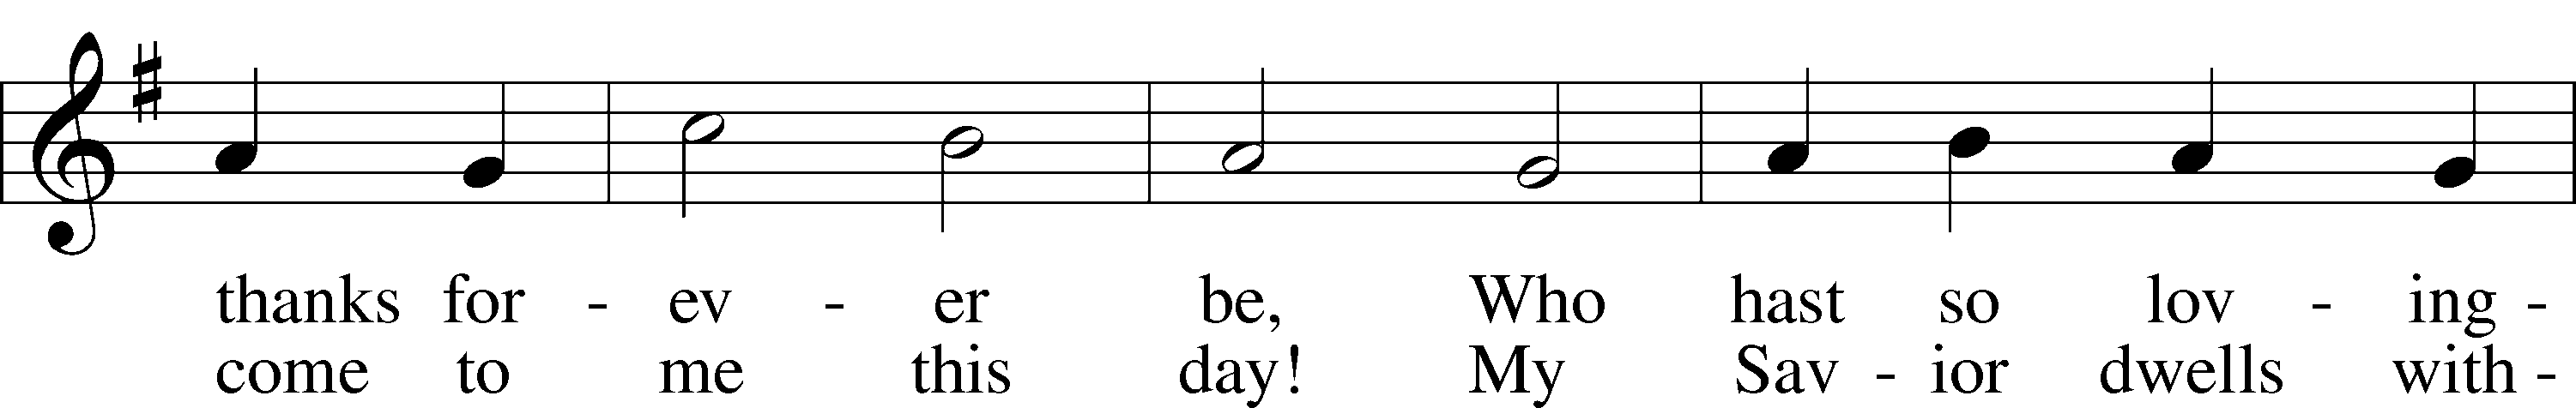 thanks for - ev - er be, Who hast so lov - ing -
come to me this day! My Sav - ior dwells with -